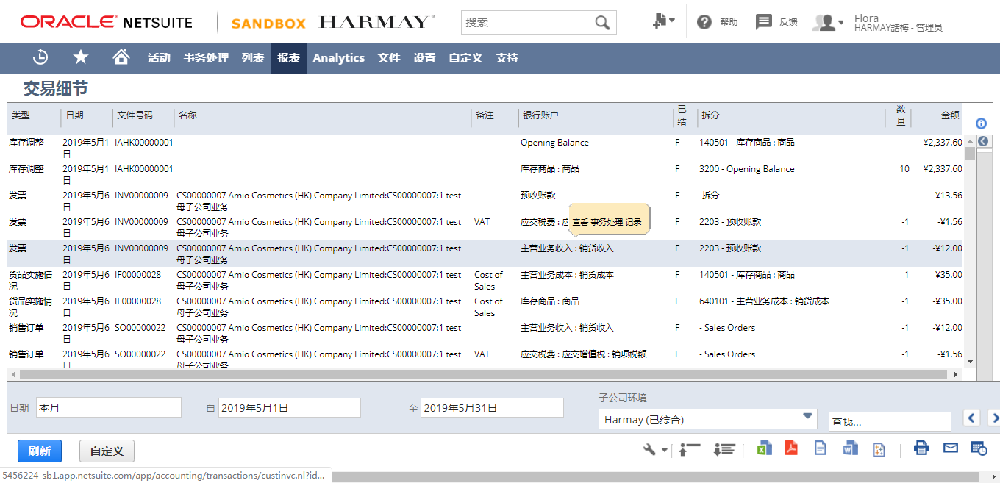 ORACLE NETSUITE SANDBOX HARMAY 搜索 帮助 反馈 Flora
HARMAY話梅 - 管理员
活动 事务处理 列表 报表 Analytics 文件 设置 自定义 支持
交易细节
类型 日期 文件号码 名称 备注 银行账户 已结 拆分 数量 金额
库存调整 2019年5月1日 IAHK00000001 Opening Balance F 140501 - 库存商品 : 商品 -¥2,337.60
库存调整 2019年5月1日 IAHK00000001 库存商品 : 商品 F 3200 - Opening Balance 10 ¥2,337.60
发票 2019年5月6日 INV00000009 CS00000007 Amio Cosmetics (HK) Company Limited:CS00000007:1 test 母子公司业务 预收账款 F -拆分- ¥13.56
发票 2019年5月6日 INV00000009 CS00000007 Amio Cosmetics (HK) Company Limited:CS00000007:1 test 母子公司业务 VAT 应交税费 : F 2203 - 预收账款 -1 -¥1.56
查看 事务处理 记录
发票 2019年5月6日 INV00000009 CS00000007 Amio Cosmetics (HK) Company Limited:CS00000007:1 test 母子公司业务 主营业务收入 : 销货收入 F 2203 - 预收账款 -1 -¥12.00
货品实施情况 2019年5月6日 IF00000028 CS00000007 Amio Cosmetics (HK) Company Limited:CS00000007:1 test 母子公司业务 Cost of Sales 主营业务成本 : 销货成本 F 140501 - 库存商品 : 商品 1 ¥35.00
货品实施情况 2019年5月6日 IF00000028 CS00000007 Amio Cosmetics (HK) Company Limited:CS00000007:1 test 母子公司业务 Cost of Sales 库存商品 : 商品 F 640101 - 主营业务成本 : 销货成本 -1 -¥35.00
销售订单 2019年5月6日 SO00000022 CS00000007 Amio Cosmetics (HK) Company Limited:CS00000007:1 test 母子公司业务 主营业务收入 : 销货收入 F - Sales Orders -1 -¥12.00
销售订单 2019年5月6日 SO00000022 CS00000007 Amio Cosmetics (HK) Company Limited:CS00000007:1 test 母子公司业务 VAT 应交税费 : 应交增值税 : 销项税额 F - Sales Orders -1 -¥1.56
子公司环境
日期 本月 自 2019年5月1日 至 2019年5月31日 Harmay (已综合) 查找...
刷新 自定义
5456224-sb1.app.netsuite.com/app/accounting/transactions/custinvc.nl?id...